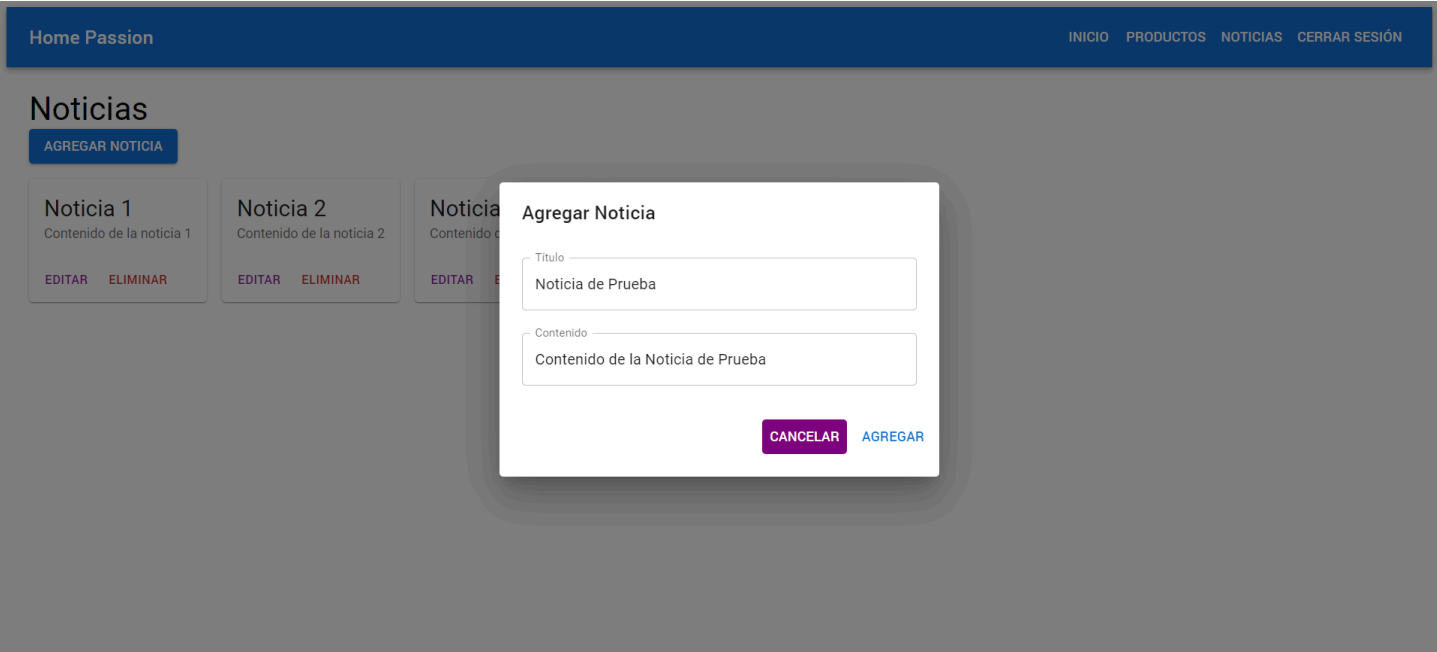 Home Passion
INICIO PRODUCTOS NOTICIAS CERRAR SESIÓN
Noticias
AGREGAR NOTICIA
Noticia 1
Contenido de la noticia 1
EDITAR ELIMINAR
Noticia 2
Contenido de la noticia 2
EDITAR ELIMINAR
Noticia
Contenido
EDITAR
Agregar Noticia
Título
Noticia de Prueba
Contenido
Contenido de la Noticia de Prueba
CANCELAR AGREGAR